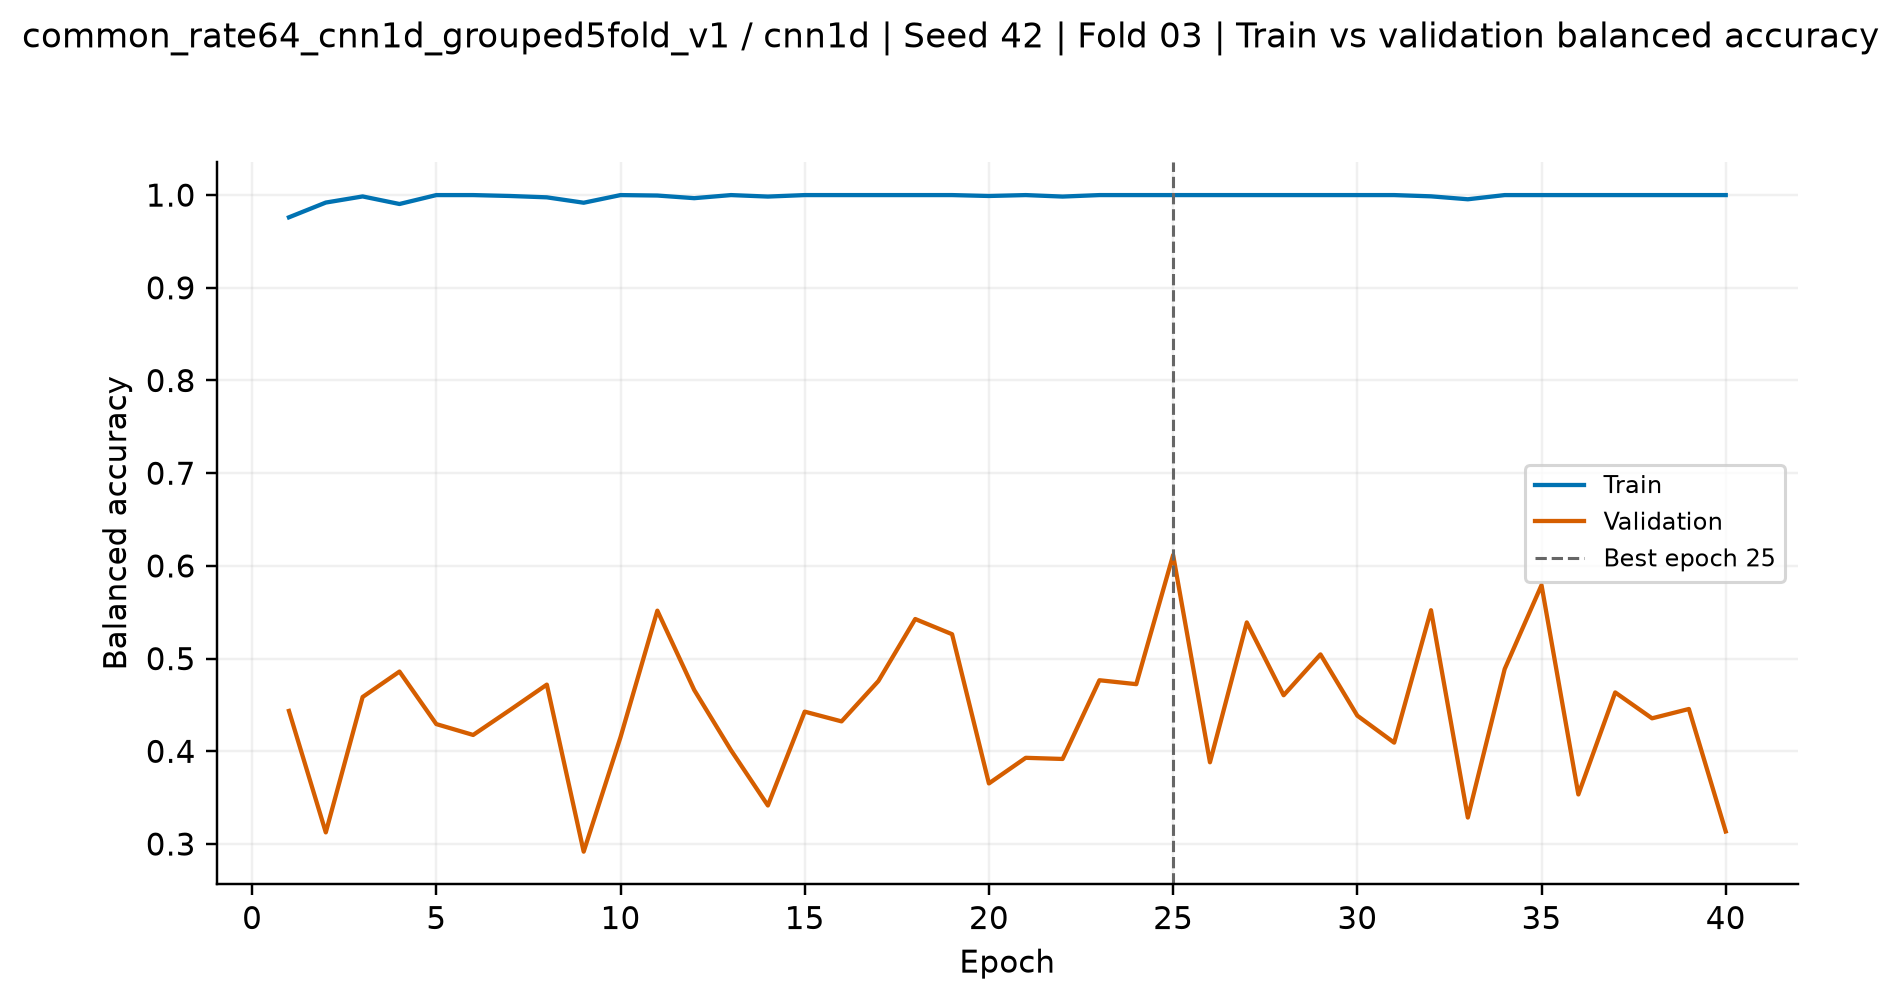 common_rate64_cnn1d_grouped5fold_v1 / cnn1d | Seed 42 | Fold 03 | Train vs validation balanced accuracy
1.0
0.9
0.8
0.7
0.6
0.5
0.4
0.3
Balanced accuracy
Train
Validation
Best epoch 25
0 5 10 15 20 25 30 35 40
Epoch